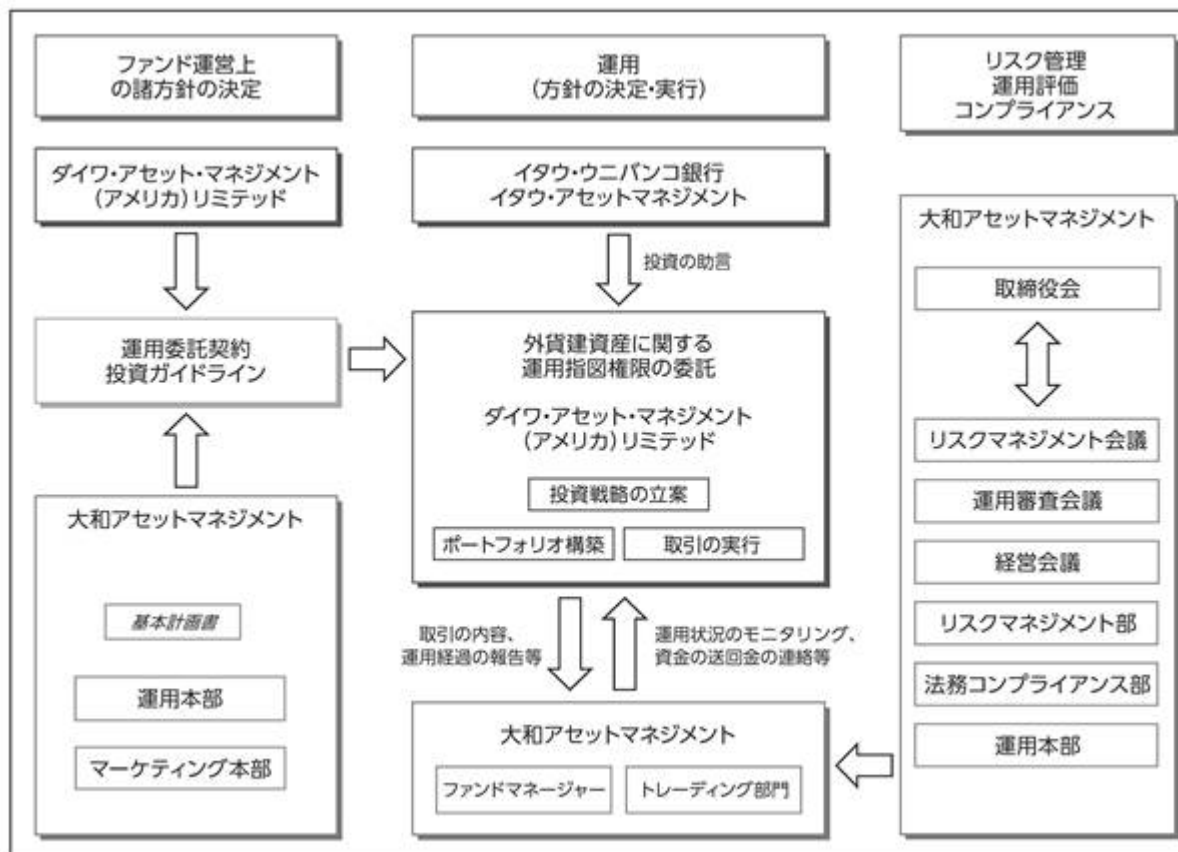 ファンド運営上
の諸方針の決定
ダイワ・アセット・マネジメント
(アメリカ)リミテッド
運用委託契約
投資ガイドライン
大和アセットマネジメント
基本計画書
運用本部
マーケティング本部
運用
(方針の決定・実行)
イタウ・ウニバンコ銀行
イタウ・アセットマネジメント
投資の助言
外貨建資産に関する
運用指図権限の委託
ダイワ・アセット・マネジメント
(アメリカ)リミテッド
投資戦略の立案
ポートフォリオ構築
取引の実行
取引の内容、
運用経過の報告等
運用状況のモニタリング、
資金の送回金の連絡等
大和アセットマネジメント
ファンドマネージャー
トレーディング部門
リスク管理
運用評価
コンプライアンス
大和アセットマネジメント
取締役会
リスクマネジメント会議
運用審査会議
経営会議
リスクマネジメント部
法務コンプライアンス部
運用本部